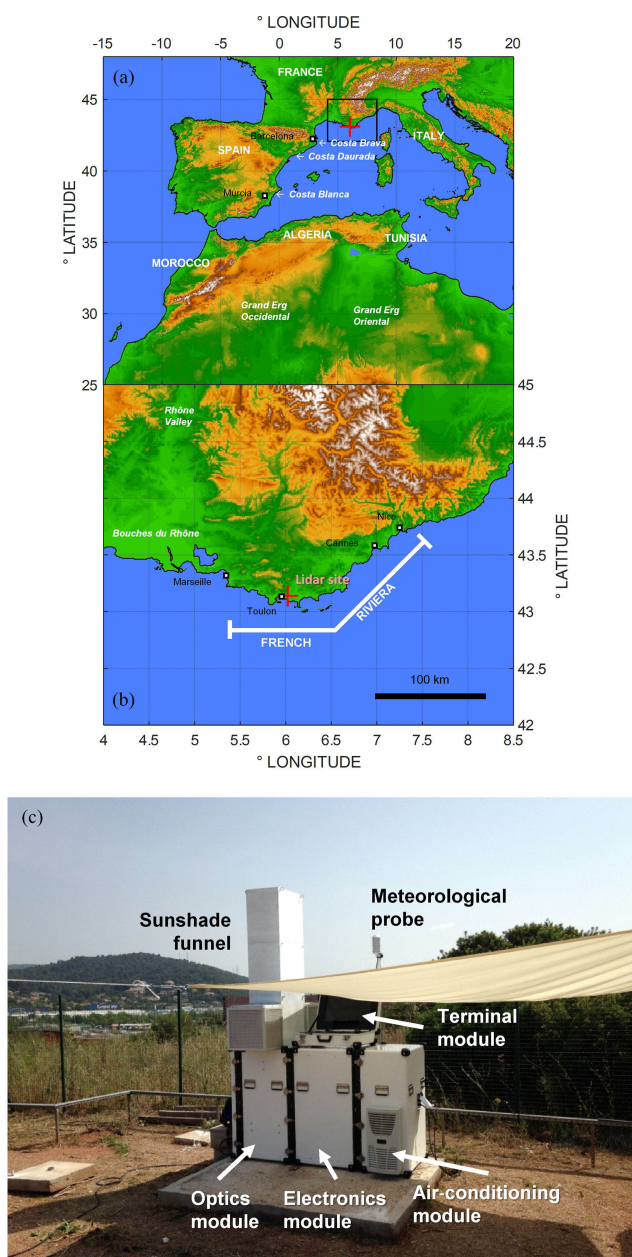 ° LONGITUDE
-15 -10 -5 0 5 10 15 20
(a)
FRANCE
45
Barcelona
ITALY
Costa Brava
SPAIN
Costa Daurada
40
Murcia
Costa Blanca
° LATITUDE
ALGERIA
35
TUNISIA
MOROCCO
30
Grand Erg
Occidental
Grand Erg
Oriental
25
45
Rhône
Valley
44.5
44
Nice
Bouches du Rhône
Cannes
43.5
° LATITUDE
Marseille
Lidar site
Toulon
RIVIERA
43
FRENCH
42.5
100 km
(b)
42
4 4.5 5 5.5 6 6.5 7 7.5 8 8.5
° LONGITUDE
(c)
Sunshade
funnel
Meteorological
probe
Terminal
module
Optics
module
Electronics
module
Air-conditioning
module